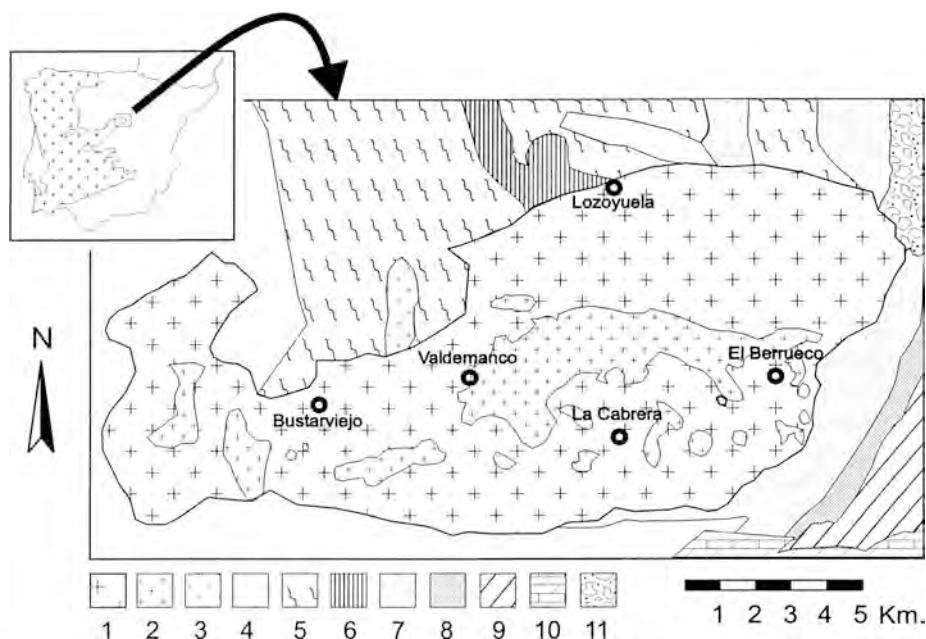 Lozoyuela
N
Valdemanco
El Berrueco
La Cabrera
Bustarviejo
1 2 3 4 5 6 7 8 9 10 11
1 2 3 4 5 Km.